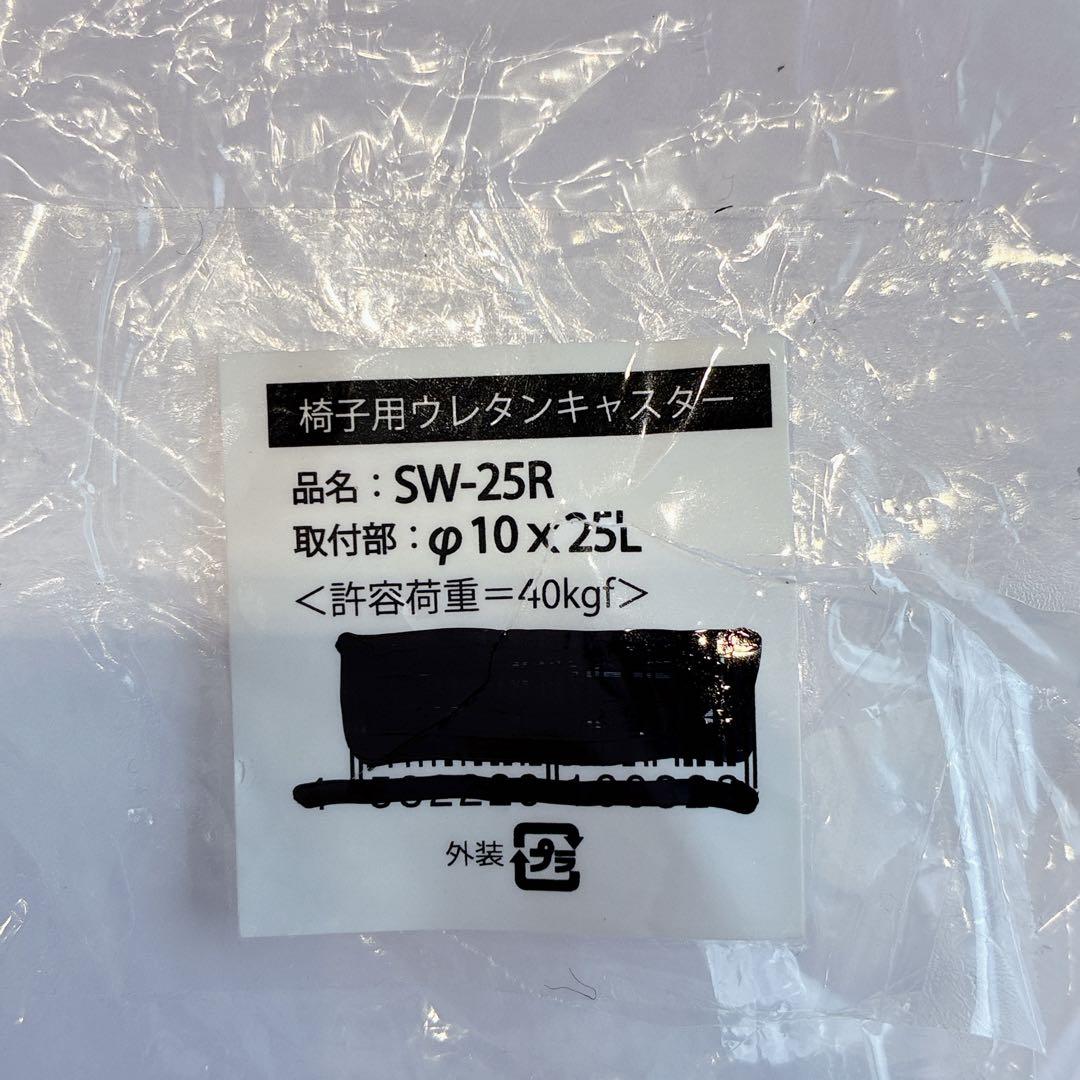 椅子用ウレタンキャスター
品名：SW-25R
取付部：φ10×25L
＜許容荷重＝40kgf＞
外装 プラ